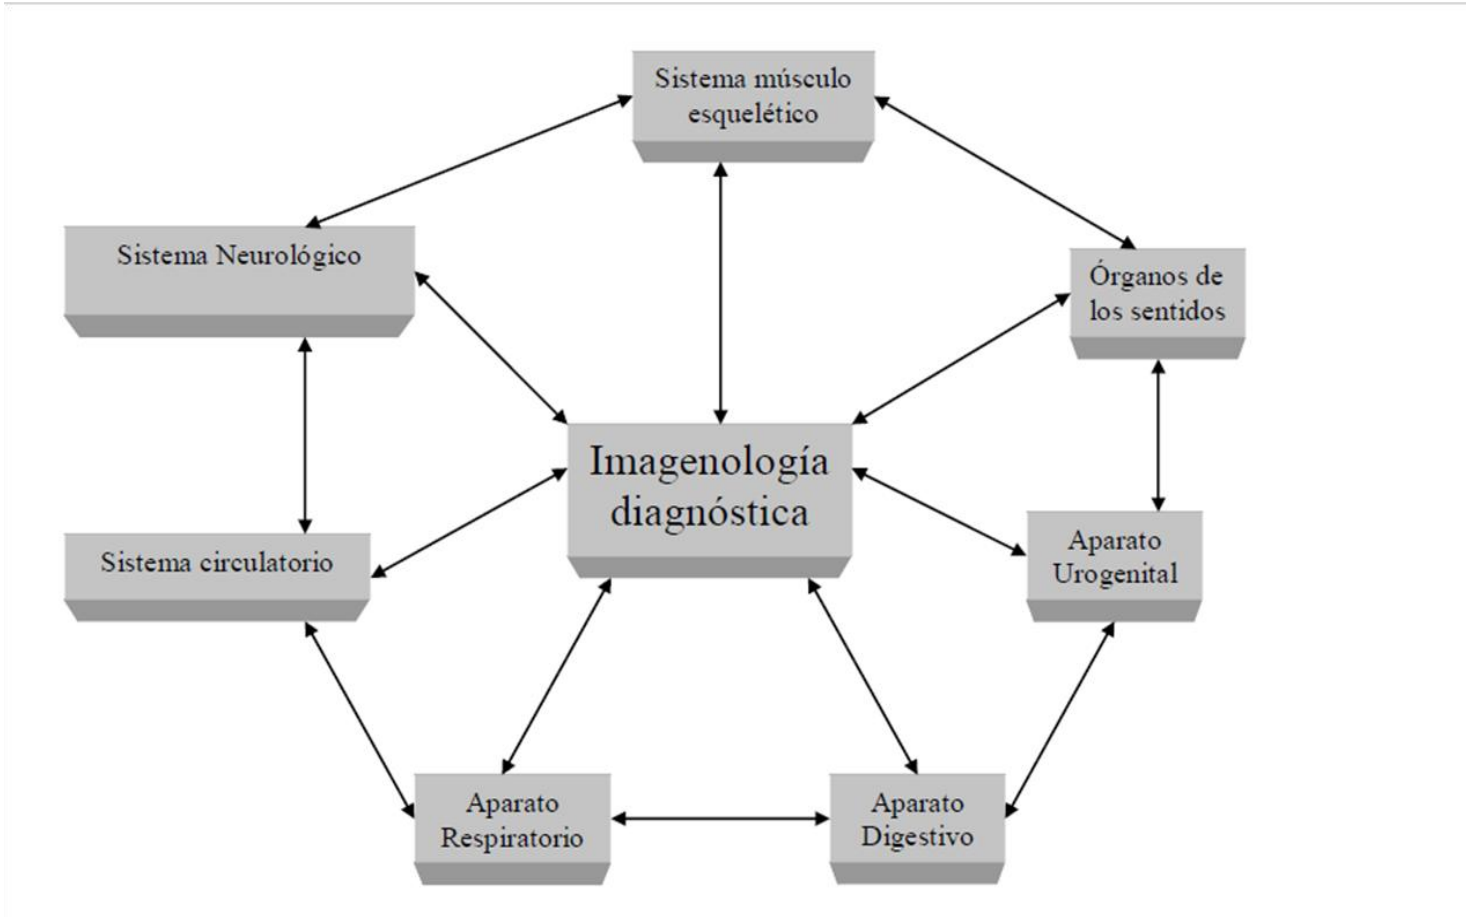 Sistema músculo
esquelético
Sistema Neurológico
Órganos de
los sentidos
Imagenología
diagnóstica
Sistema circulatorio
Aparato
Urogenital
Aparato
Respiratorio
Aparato
Digestivo